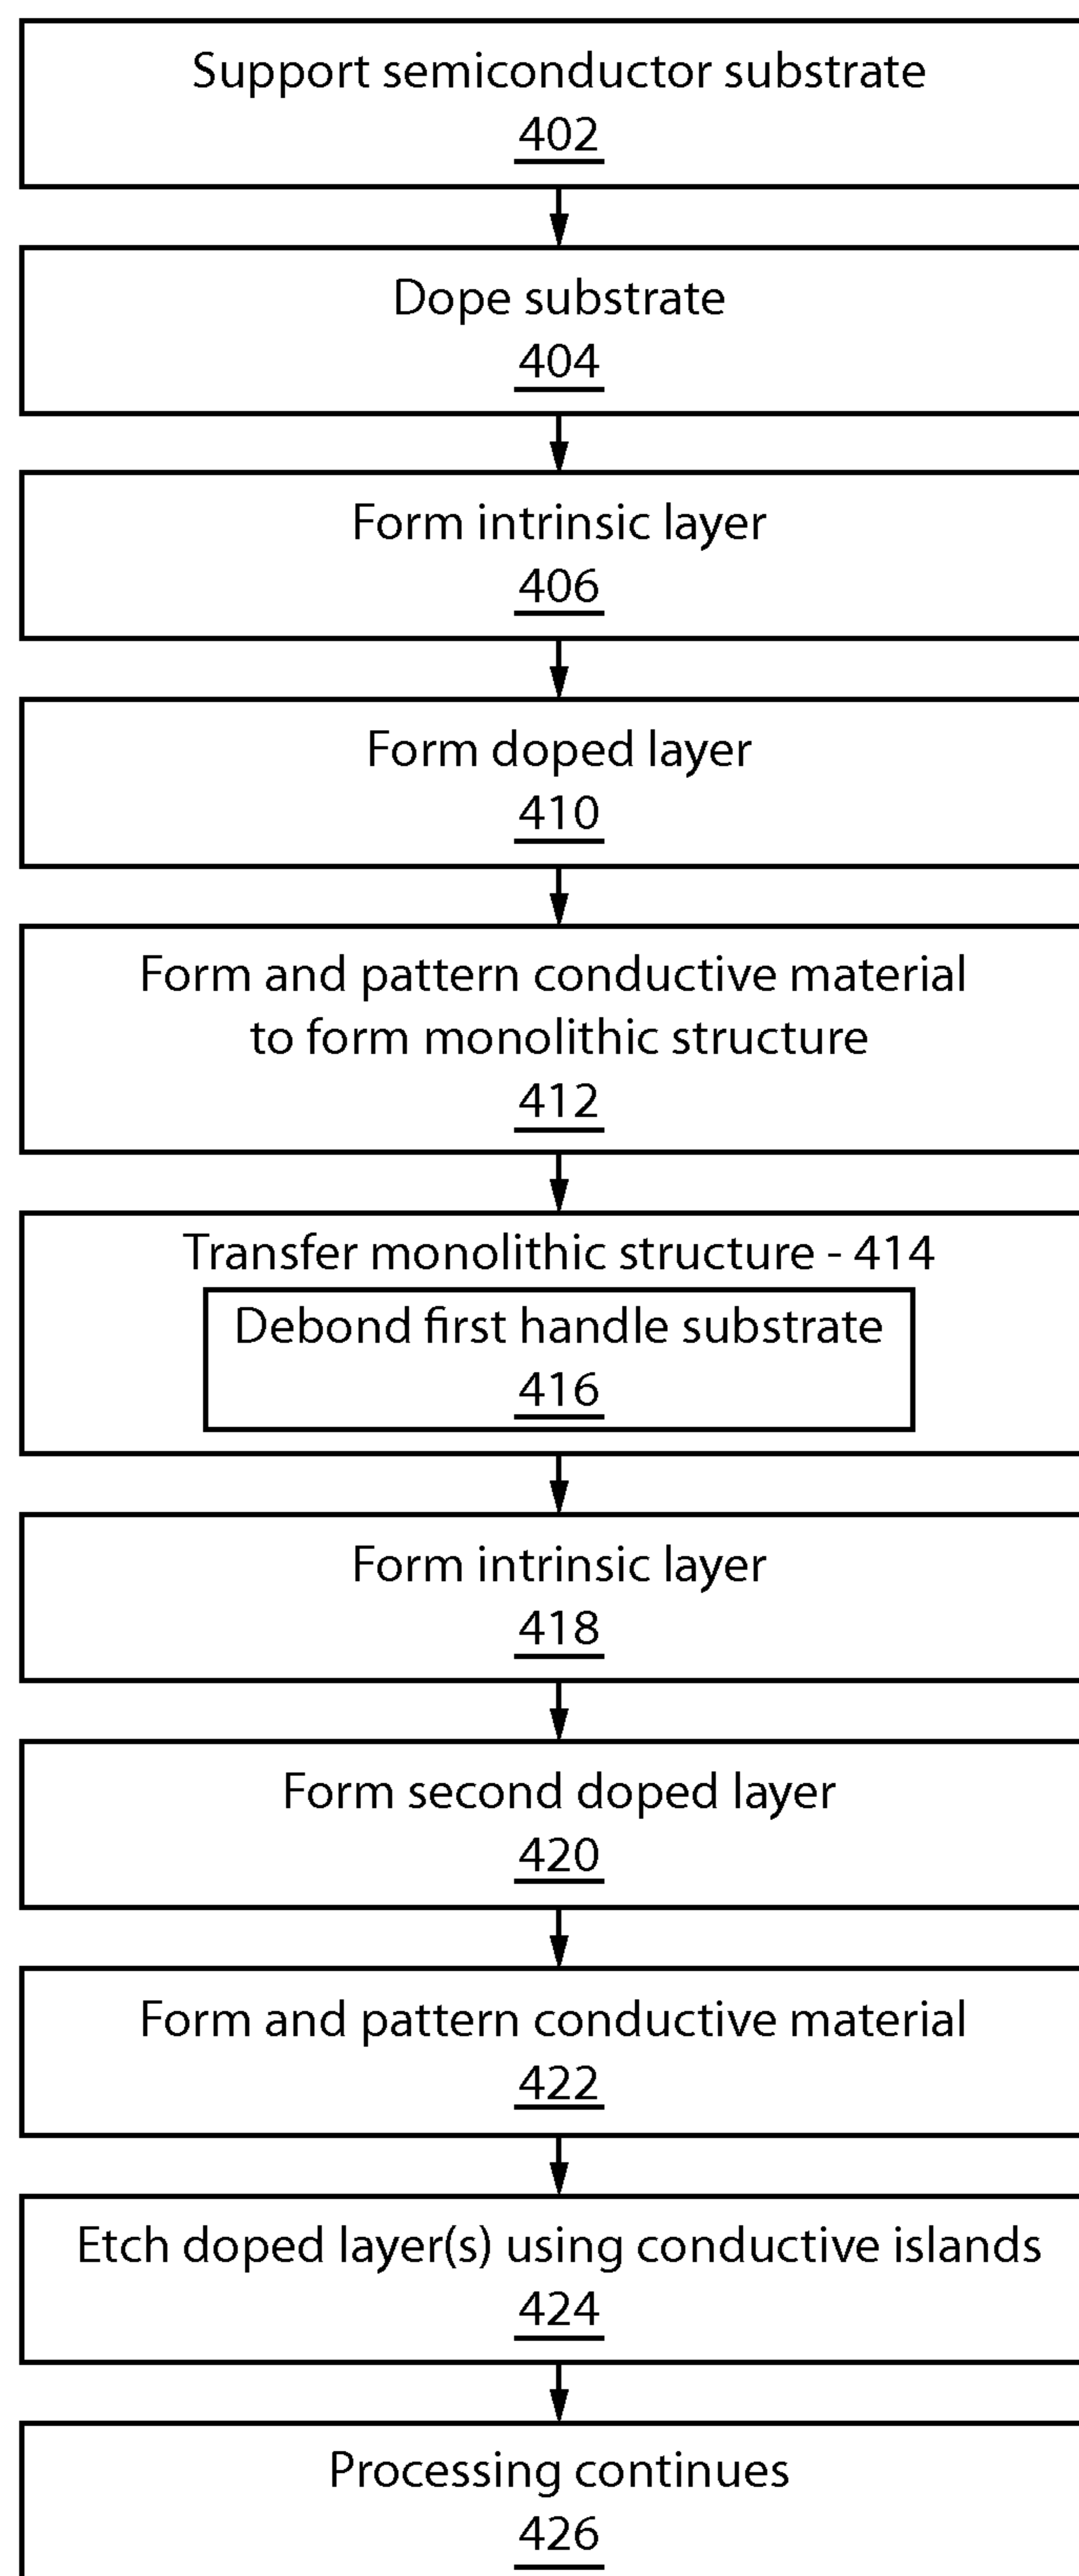 Support semiconductor substrate
402
Dope substrate
404
Form intrinsic layer
406
Form doped layer
410
Form and pattern conductive material
to form monolithic structure
412
Transfer monolithic structure - 414
Debond first handle substrate
416
Form intrinsic layer
418
Form second doped layer
420
Form and pattern conductive material
422
Etch doped layer(s) using conductive islands
424
Processing continues
426